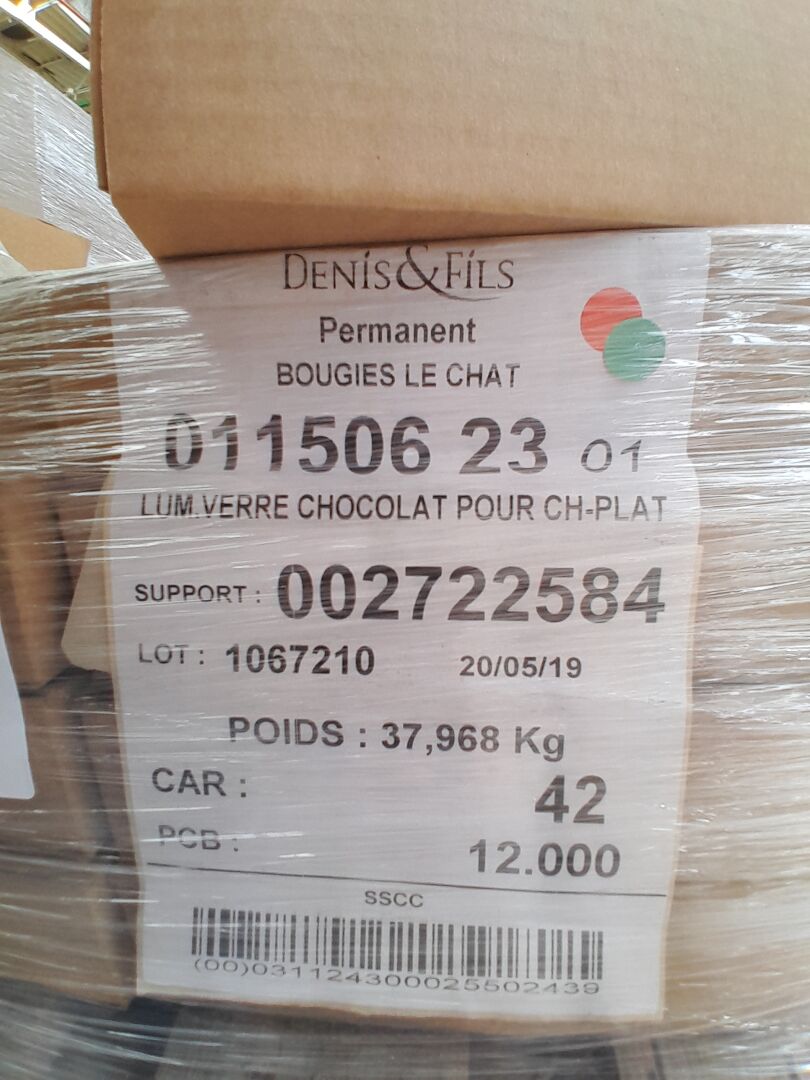 DENIS&FILS
Permanent
BOUGIES LE CHAT
011506 23 01
LUM.VERRE CHOCOLAT POUR CH-PLAT
SUPPORT : 002722584
LOT : 1067210 20/05/19
POIDS : 37,968 Kg
CAR : 42
PCB : 12.000
SSCC
(00)031124300025502439